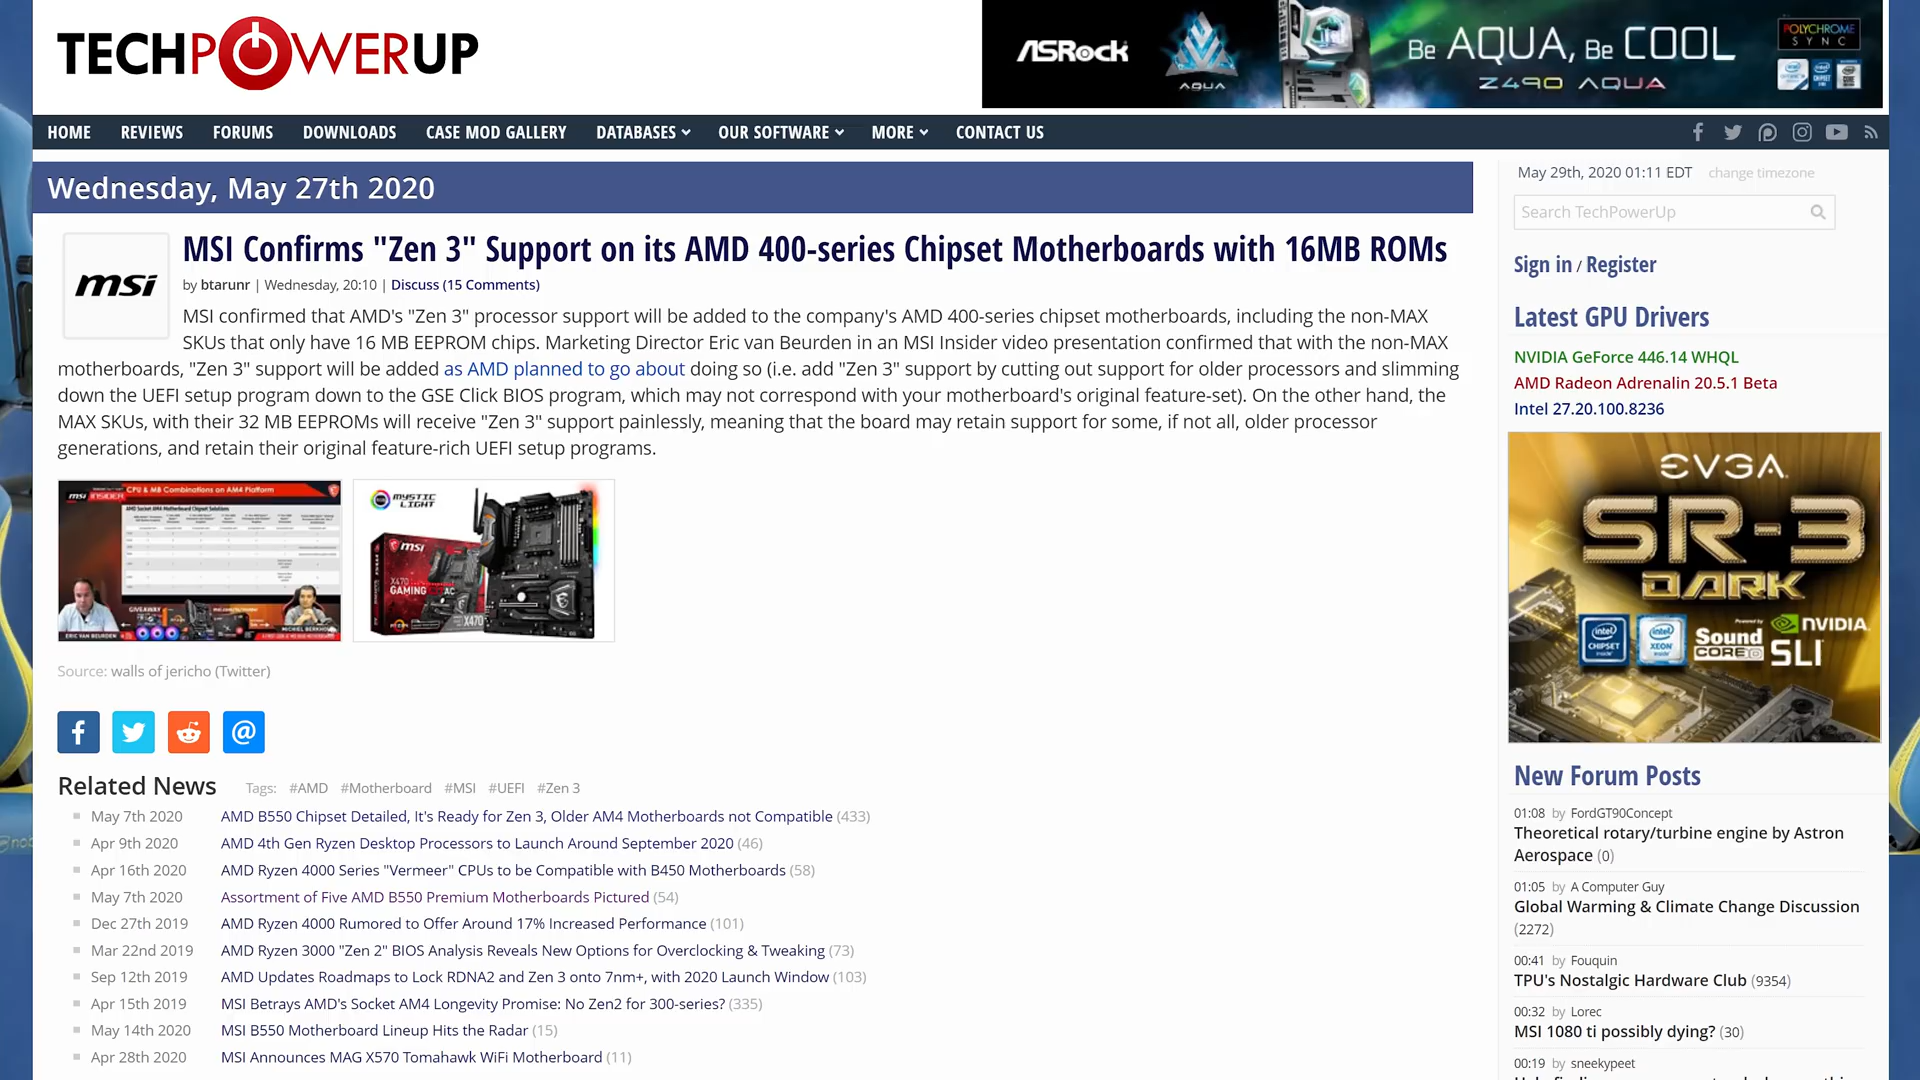 TECHPOWERUP
ASRock
AQUA
Be AQUA, Be COOL
Z490 AQUA
POLYCHROME
SYNC
HOME
REVIEWS
FORUMS
DOWNLOADS
CASE MOD GALLERY
DATABASES
OUR SOFTWARE
MORE
CONTACT US
Wednesday, May 27th 2020
msi
MSI Confirms "Zen 3" Support on its AMD 400-series Chipset Motherboards with 16MB ROMs
by btarunr | Wednesday, 20:10 | Discuss (15 Comments)
MSI confirmed that AMD's "Zen 3" processor support will be added to the company's AMD 400-series chipset motherboards, including the non-MAX
SKUs that only have 16 MB EEPROM chips. Marketing Director Eric van Beurden in an MSI Insider video presentation confirmed that with the non-MAX
motherboards, "Zen 3" support will be added as AMD planned to go about doing so (i.e. add "Zen 3" support by cutting out support for older processors and slimming
down the UEFI setup program down to the GSE Click BIOS program, which may not correspond with your motherboard's original feature-set). On the other hand, the
MAX SKUs, with their 32 MB EEPROMs will receive "Zen 3" support painlessly, meaning that the board may retain support for some, if not all, older processor
generations, and retain their original feature-rich UEFI setup programs.
msi INSIDER
CPU & MB Combinations on AM4 Platform
AMD Socket AM4 Motherboard Chipset Solutions
GIVEAWAY
ERIC VAN BEURDEN
MICHIEL BERKHOUT
MYSTIC
LIGHT
msi
X470
GAMING
AC
RYZEN
X470
Source: walls of jericho (Twitter)
Related News
Tags: #AMD #Motherboard #MSI #UEFI #Zen 3
May 7th 2020 AMD B550 Chipset Detailed, It's Ready for Zen 3, Older AM4 Motherboards not Compatible (433)
Apr 9th 2020 AMD 4th Gen Ryzen Desktop Processors to Launch Around September 2020 (46)
Apr 16th 2020 AMD Ryzen 4000 Series "Vermeer" CPUs to be Compatible with B450 Motherboards (58)
May 7th 2020 Assortment of Five AMD B550 Premium Motherboards Pictured (54)
Dec 27th 2019 AMD Ryzen 4000 Rumored to Offer Around 17% Increased Performance (101)
Mar 22nd 2019 AMD Ryzen 3000 "Zen 2" BIOS Analysis Reveals New Options for Overclocking & Tweaking (73)
Sep 12th 2019 AMD Updates Roadmaps to Lock RDNA2 and Zen 3 onto 7nm+, with 2020 Launch Window (103)
Apr 15th 2019 MSI Betrays AMD's Socket AM4 Longevity Promise: No Zen2 for 300-series? (335)
May 14th 2020 MSI B550 Motherboard Lineup Hits the Radar (15)
Apr 28th 2020 MSI Announces MAG X570 Tomahawk WiFi Motherboard (11)
May 29th, 2020 01:11 EDT change timezone
Search TechPowerUp
Sign in / Register
Latest GPU Drivers
NVIDIA GeForce 446.14 WHQL
AMD Radeon Adrenalin 20.5.1 Beta
Intel 27.20.100.8236
EVGA
SR-3
DARK
intel CHIPSET inside
intel XEON inside
Sound
CORE3D
Powered by
NVIDIA
SLI
New Forum Posts
01:08 by FordGT90Concept
Theoretical rotary/turbine engine by Astron
Aerospace (0)
01:05 by A Computer Guy
Global Warming & Climate Change Discussion
(2272)
00:41 by Fouquin
TPU's Nostalgic Hardware Club (9354)
00:32 by Lorec
MSI 1080 ti possibly dying? (30)
00:19 by sneekypeet